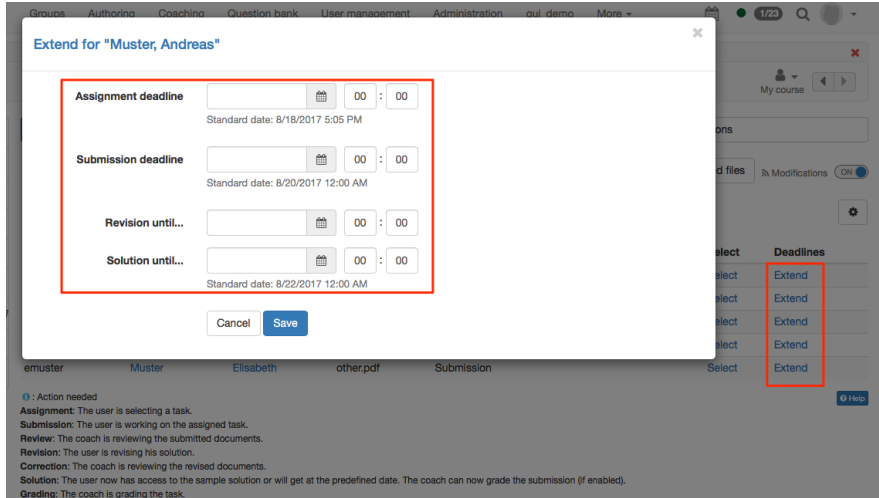 Groups Authoring Coaching Question bank User management Administration gui_demo More 1/23
Extend for "Muster, Andreas"
My course
Assignment deadline 00 : 00
Standard date: 8/18/2017 5:05 PM
ons
Submission deadline 00 : 00
d files Modifications ON
Standard date: 8/20/2017 12:00 AM
Revision until... 00 : 00
elect Deadlines
Solution until... 00 : 00
elect Extend
Standard date: 8/22/2017 12:00 AM
elect Extend
Cancel Save
elect Extend
elect Extend
emuster Muster Elisabeth other.pdf Submission Select Extend
: Action needed
Help
Assignment: The user is selecting a task.
Submission: The user is working on the assigned task.
Review: The coach is reviewing the submitted documents.
Revision: The user is revising his solution.
Correction: The coach is reviewing the revised documents.
Solution: The user now has access to the sample solution or will get at the predefined date. The coach can now grade the submission (if enabled).
Grading: The coach is grading the task.